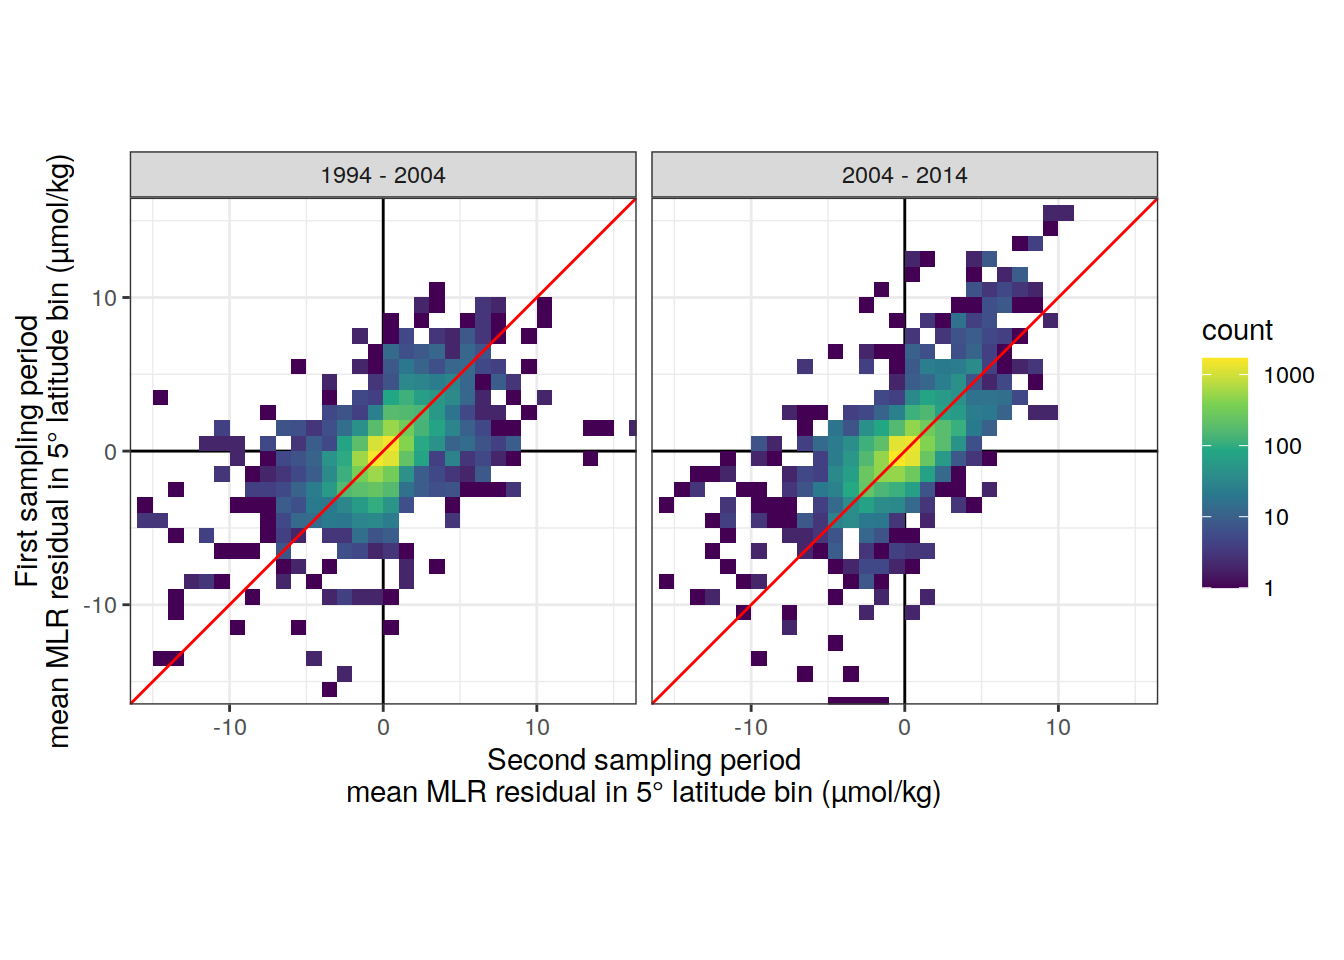 First sampling period
mean MLR residual in 5° latitude bin (µmol/kg)
1994 - 2004
2004 - 2014
10
0
-10
-10
0
10
-10
0
10
Second sampling period
mean MLR residual in 5° latitude bin (µmol/kg)
count
1000
100
10
1